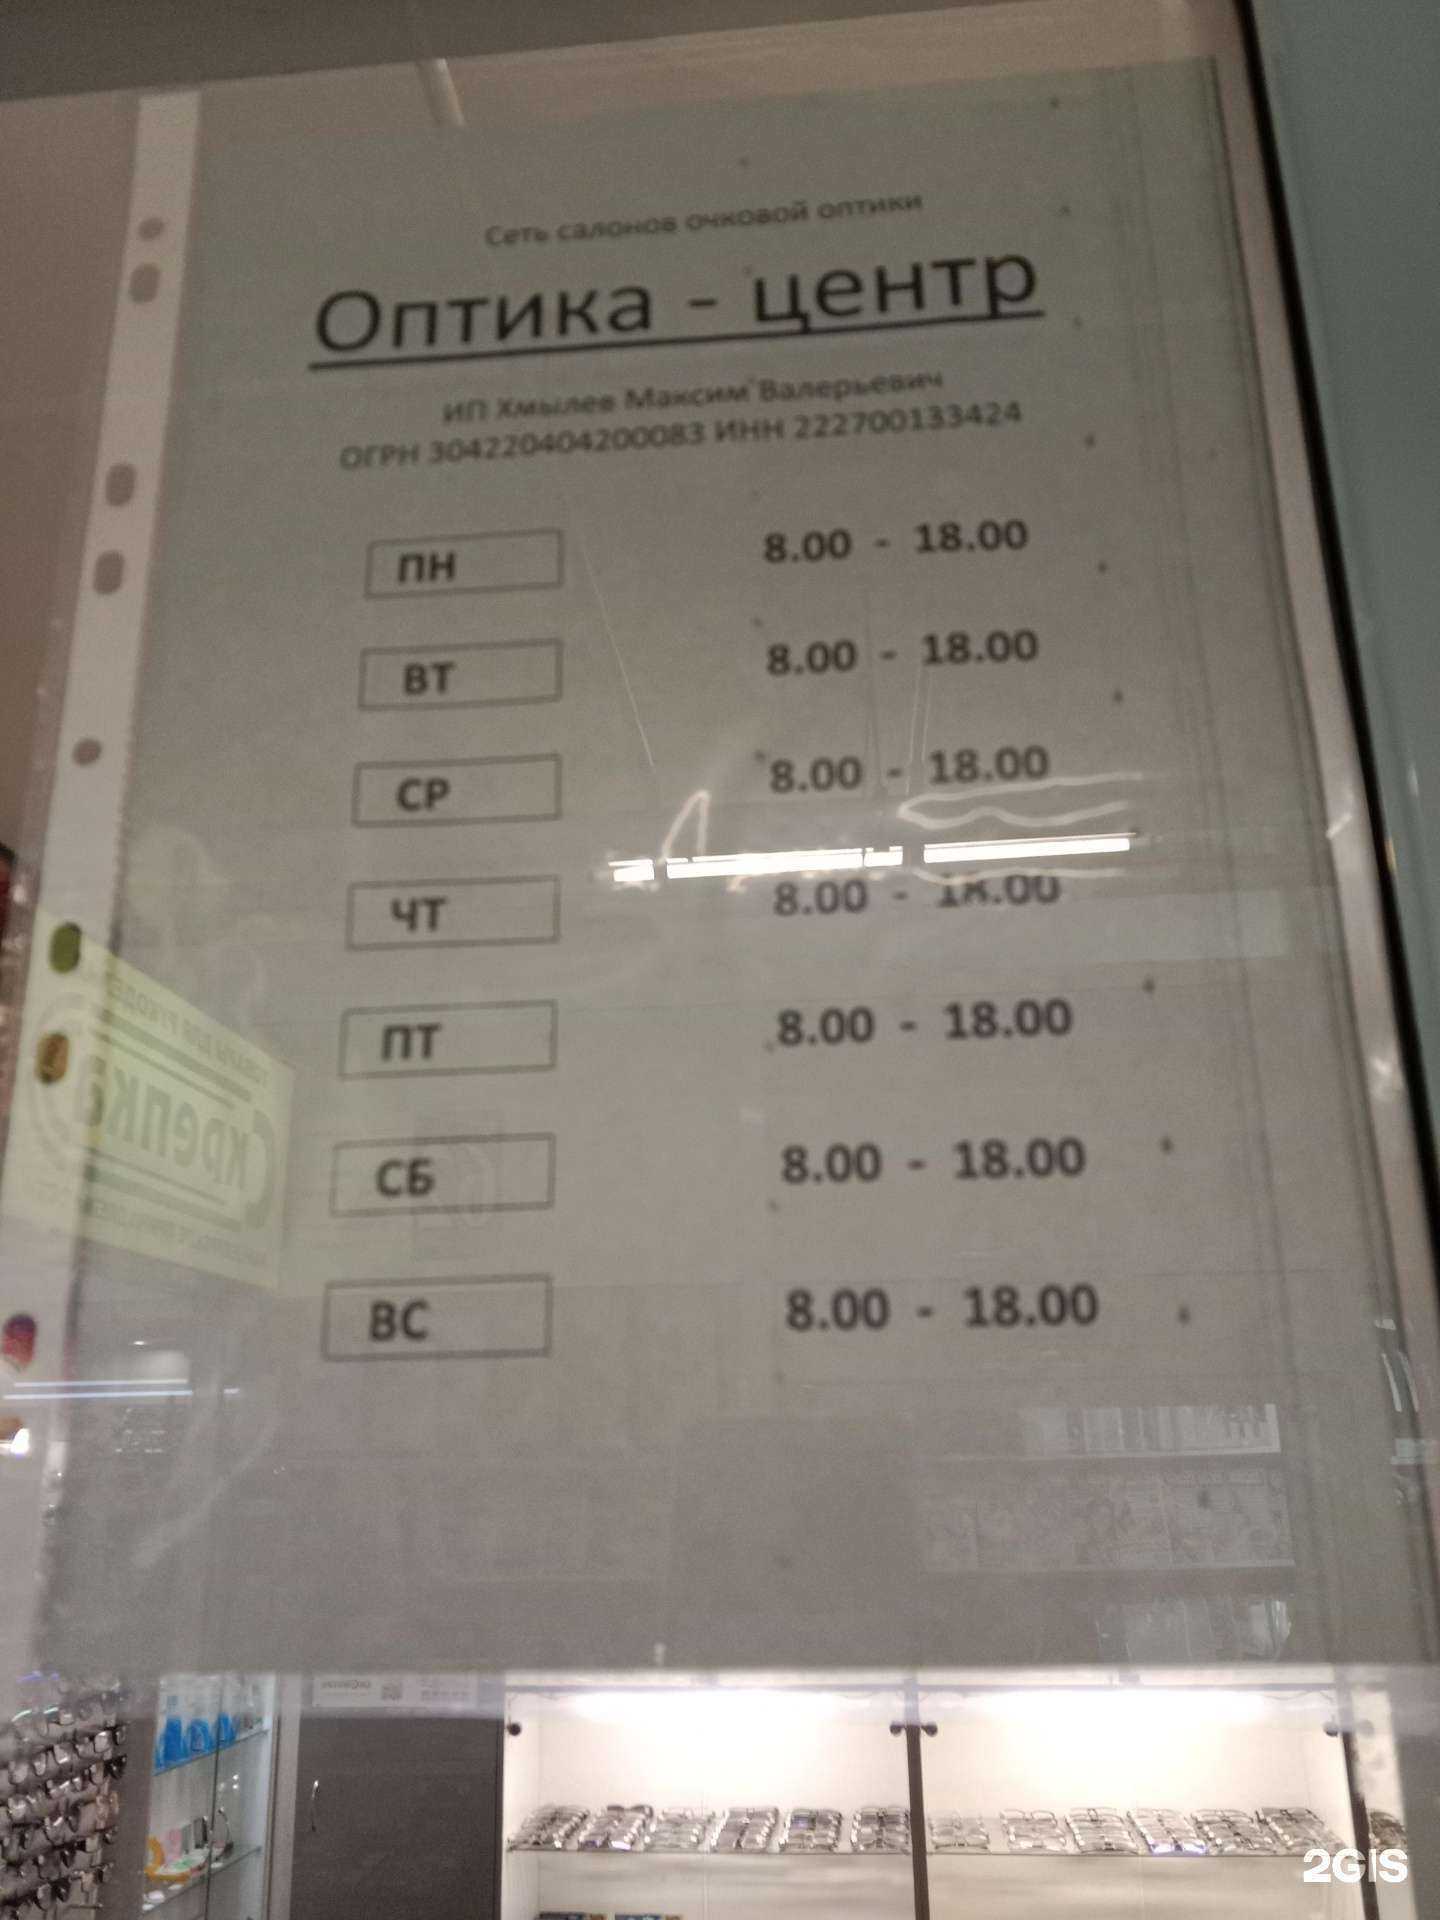 Сеть салонов очковой оптики
Оптика - центр
ИП Хмылев Максим Валерьевич
ОГРН 304220404200083 ИНН 222700133424
ПН 8.00 - 18.00
ВТ 8.00 - 18.00
СР 8.00 - 18.00
ЧТ 8.00 - 18.00
ПТ 8.00 - 18.00
СБ 8.00 - 18.00
ВС 8.00 - 18.00
Скрепка
2GIS